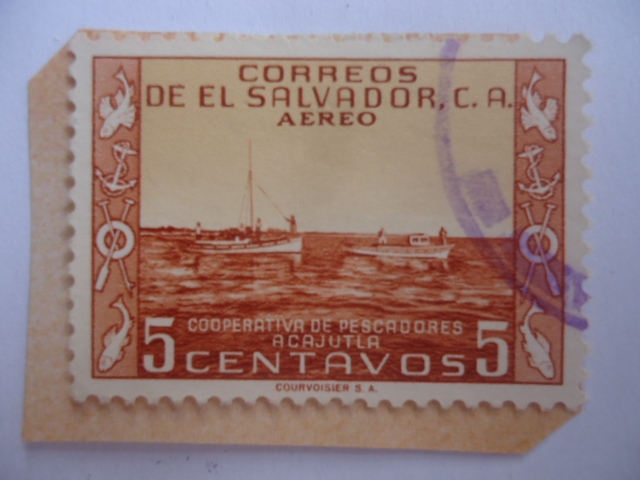 CORREOS
DE EL SALVADOR, C. A.
AEREO
COOPERATIVA DE PESCADORES
ACAJUTLA
5 CENTAVOS 5
COURVOISIER S. A.